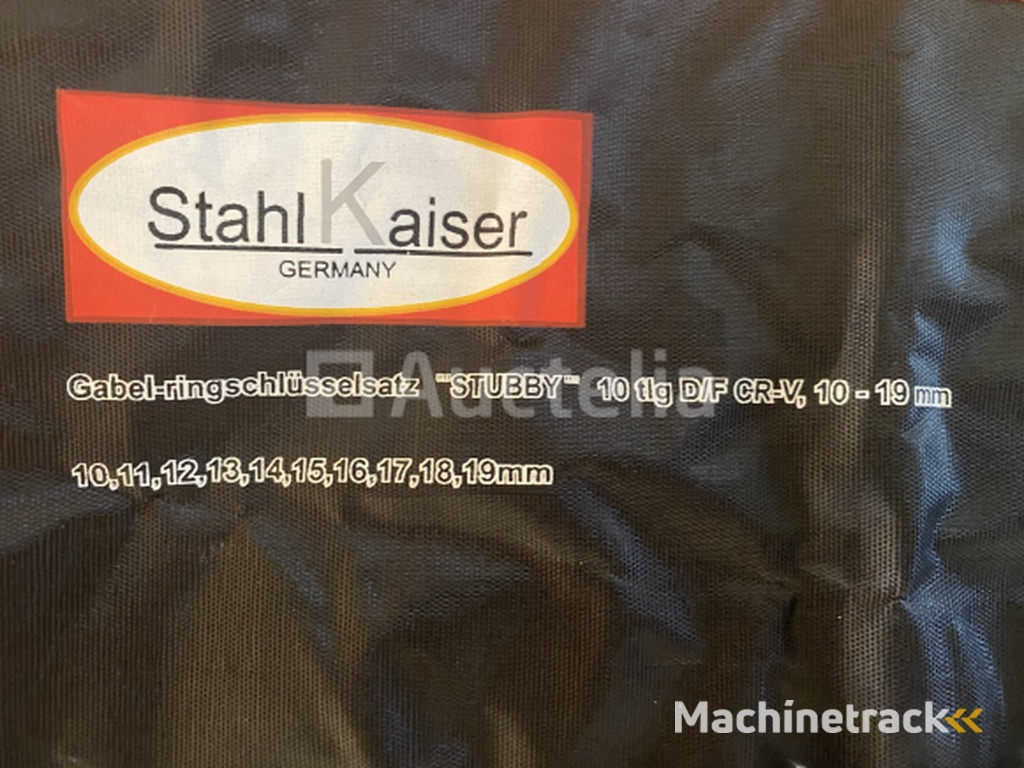 StahlKaiser
GERMANY
Auctelia
Gabel-ringschlüsselsatz "STUBBY" 10 tlg D/F CR-V, 10 - 19 mm
10,11,12,13,14,15,16,17,18,19mm
Machinetrack